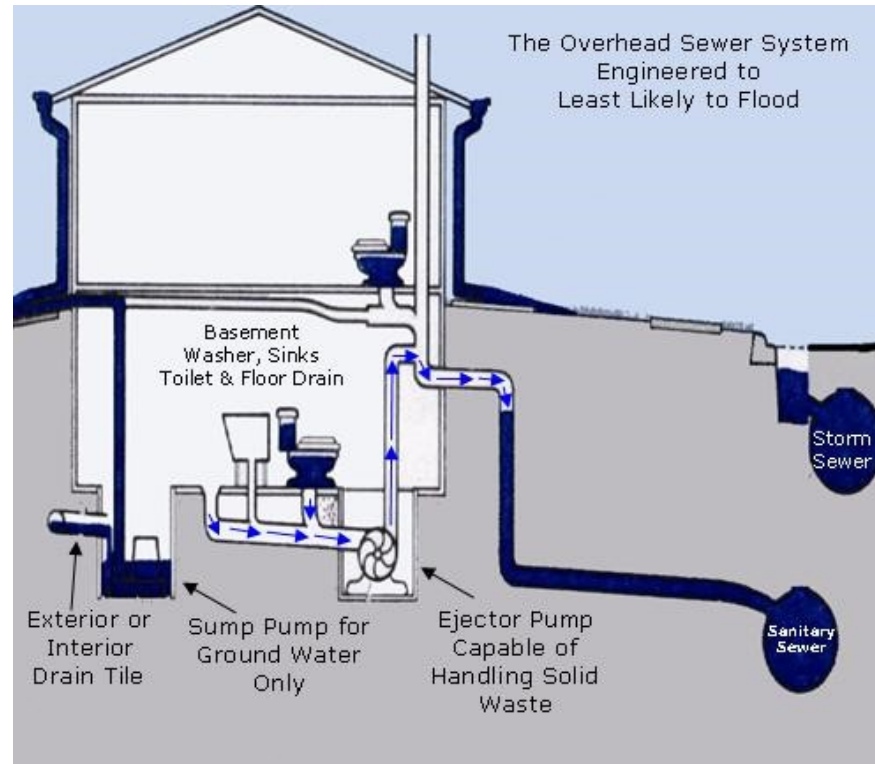 The Overhead Sewer System
Engineered to
Least Likely to Flood
Basement
Washer, Sinks
Toilet & Floor Drain
Storm
Sewer
Exterior or
Interior
Drain Tile
Sump Pump for
Ground Water
Only
Ejector Pump
Capable of
Handling Solid
Waste
Sanitary
Sewer